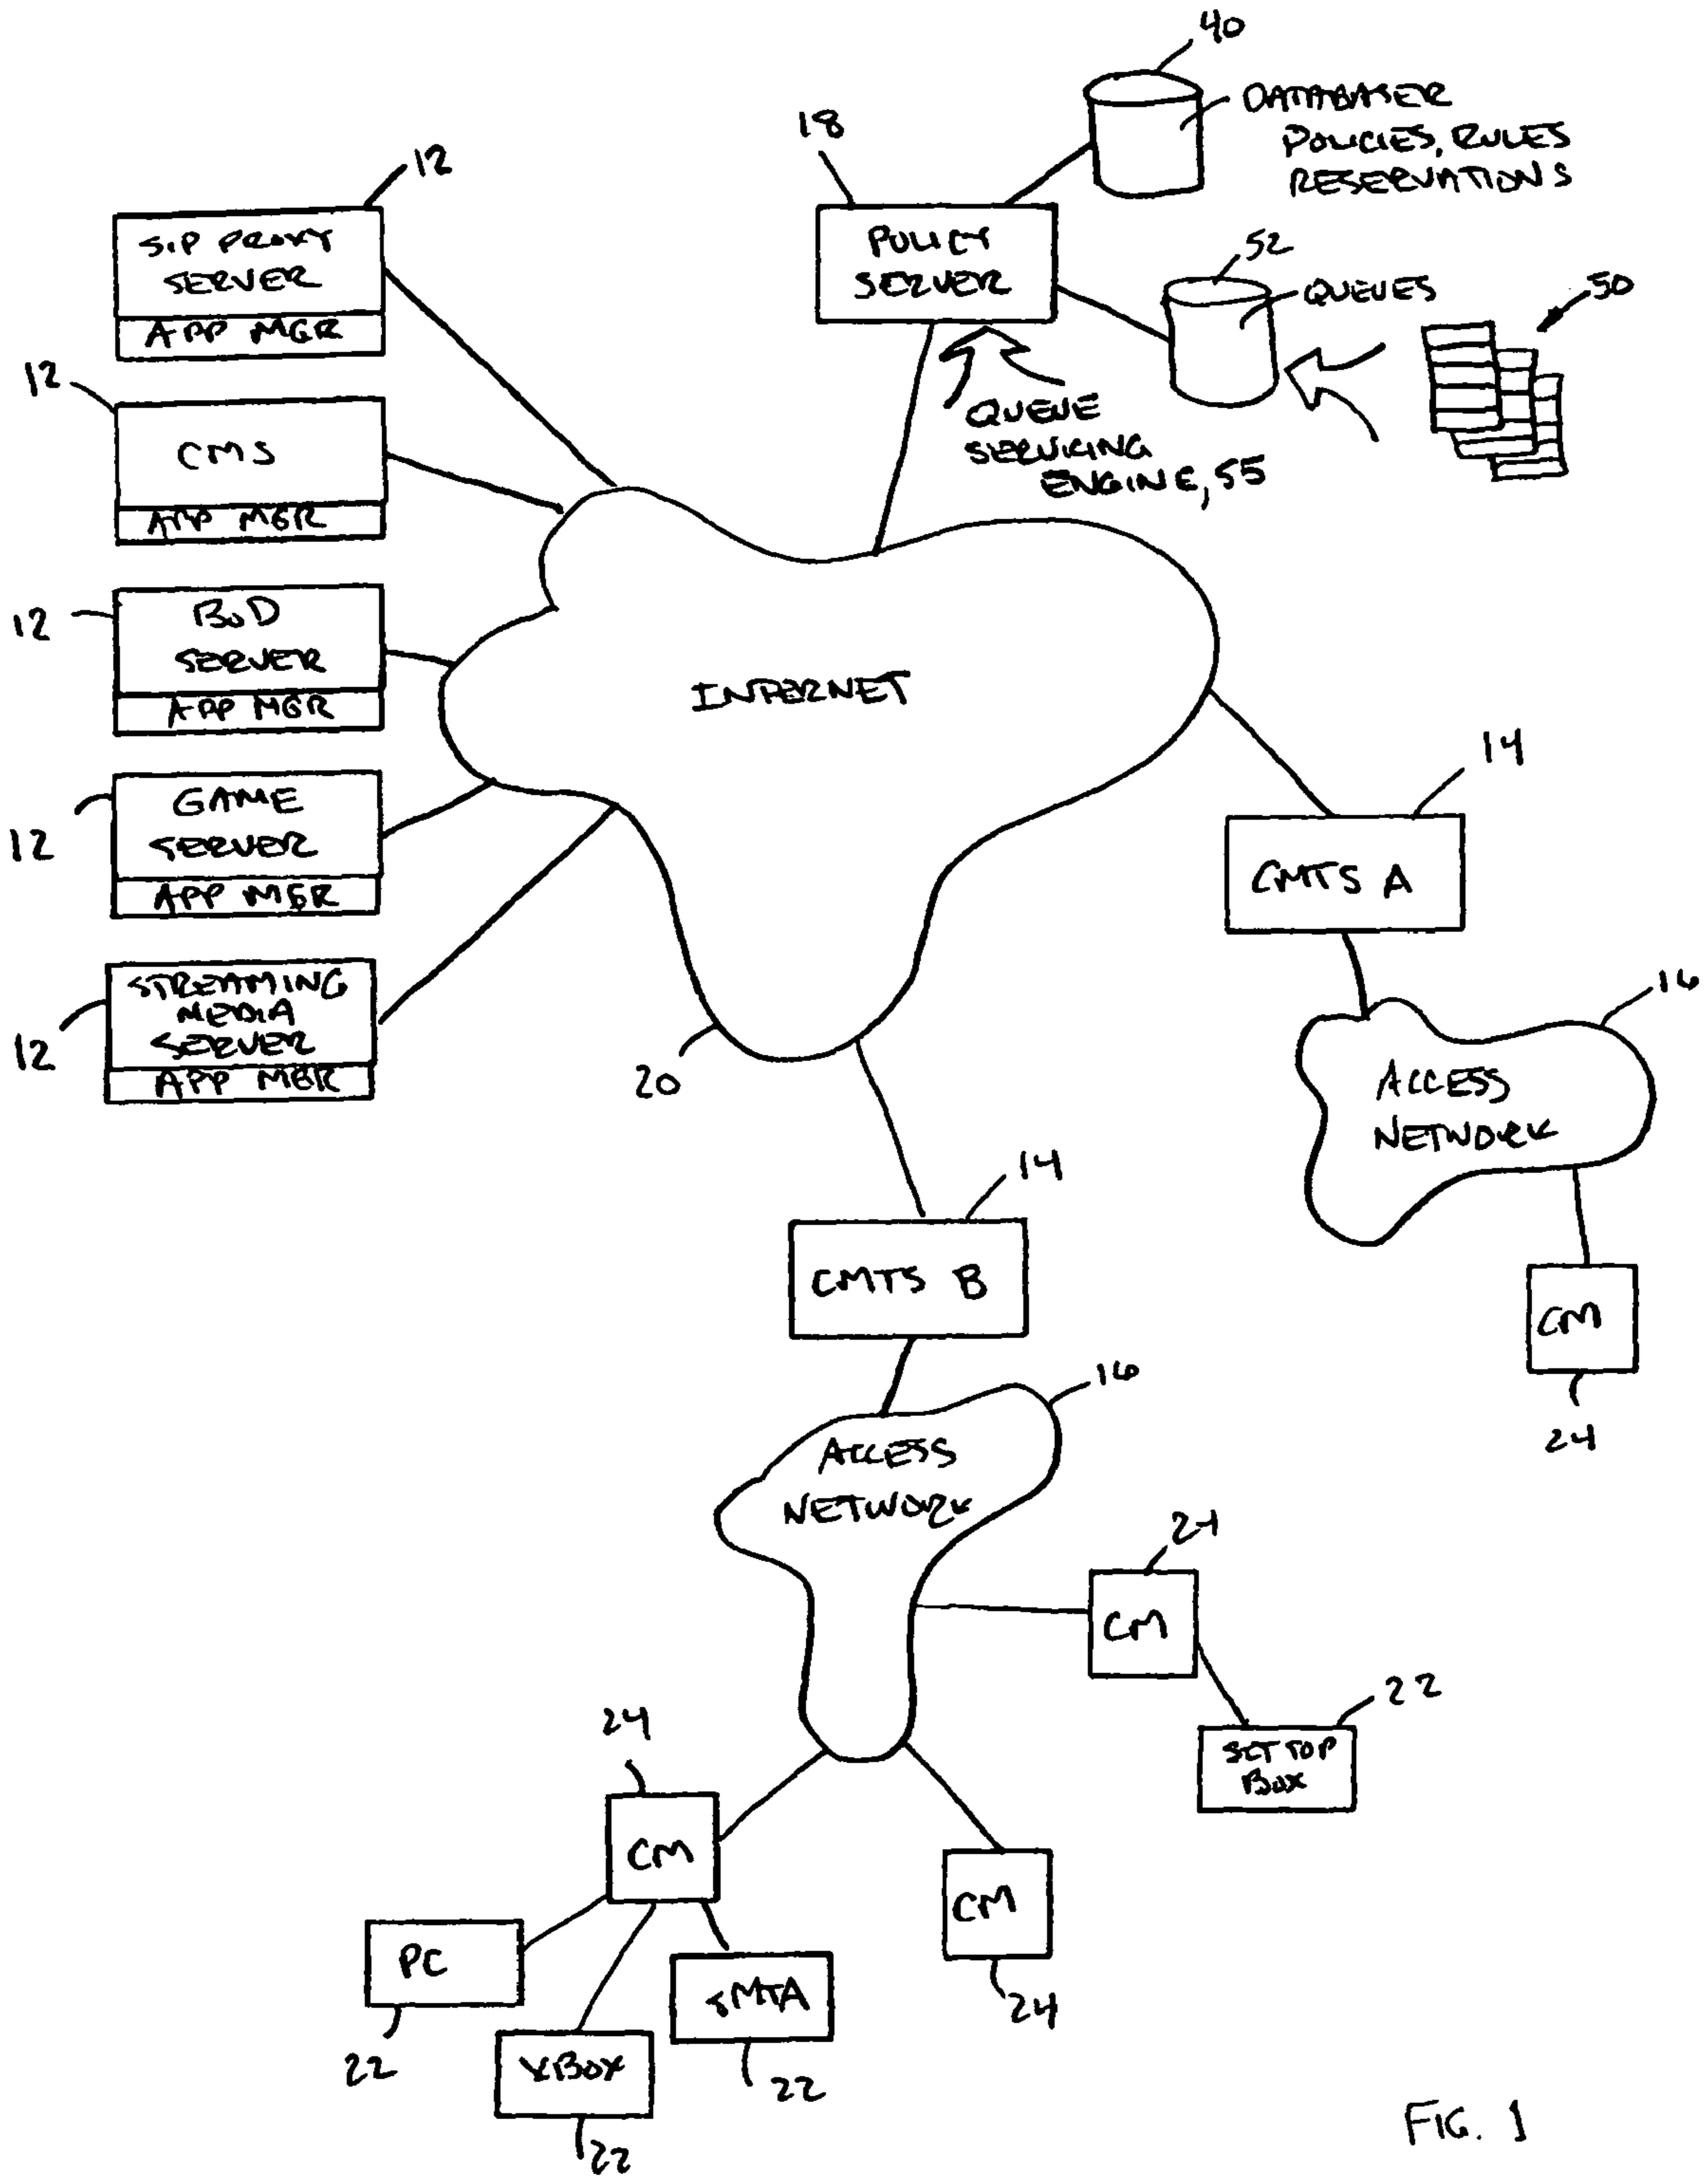 40
DATABASER
POLICIES, RULES
RESERVATIONS
18
12
SIP PROXY
SERVER
APP MGR
POLICY
SERVER
52
QUEUES
50
12
CMS
APP MGR
QUEUE
SERVICING
ENGINE, 55
12
BoD
SERVER
APP MGR
INTERNET
14
12
GAME
SERVER
APP MGR
CMTS A
12
STREAMING
MEDIA
SERVER
APP MGR
16
20
ACCESS
NETWORK
14
CMTS B
CM
24
16
ACCESS
NETWORK
24
CM
22
SET TOP
BOX
24
CM
CM
24
PC
22
SMTA
22
XBOX
22
FIG. 1